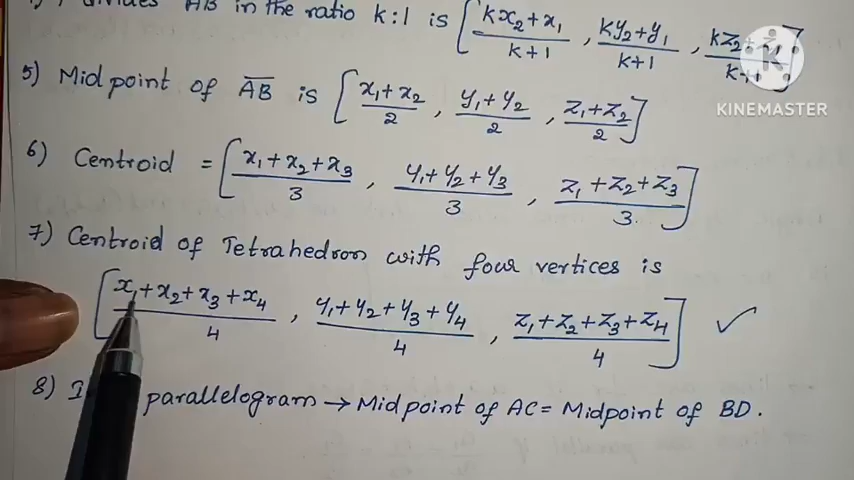 divides AB in the ratio k:1 is [kx₂+x₁/k+1, ky₂+y₁/k+1, kz₂
KINEMASTER
5) Midpoint of A̅B̅ is [x₁+x₂/2, y₁+y₂/2, z₁+z₂/2]
6) Centroid = [x₁+x₂+x₃/3, y₁+y₂+y₃/3, z₁+z₂+z₃/3]
7) Centroid of Tetrahedron with four vertices is
[x₁+x₂+x₃+x₄/4, y₁+y₂+y₃+y₄/4, z₁+z₂+z₃+z₄/4] ✓
8) parallelogram → Midpoint of AC = Midpoint of BD.